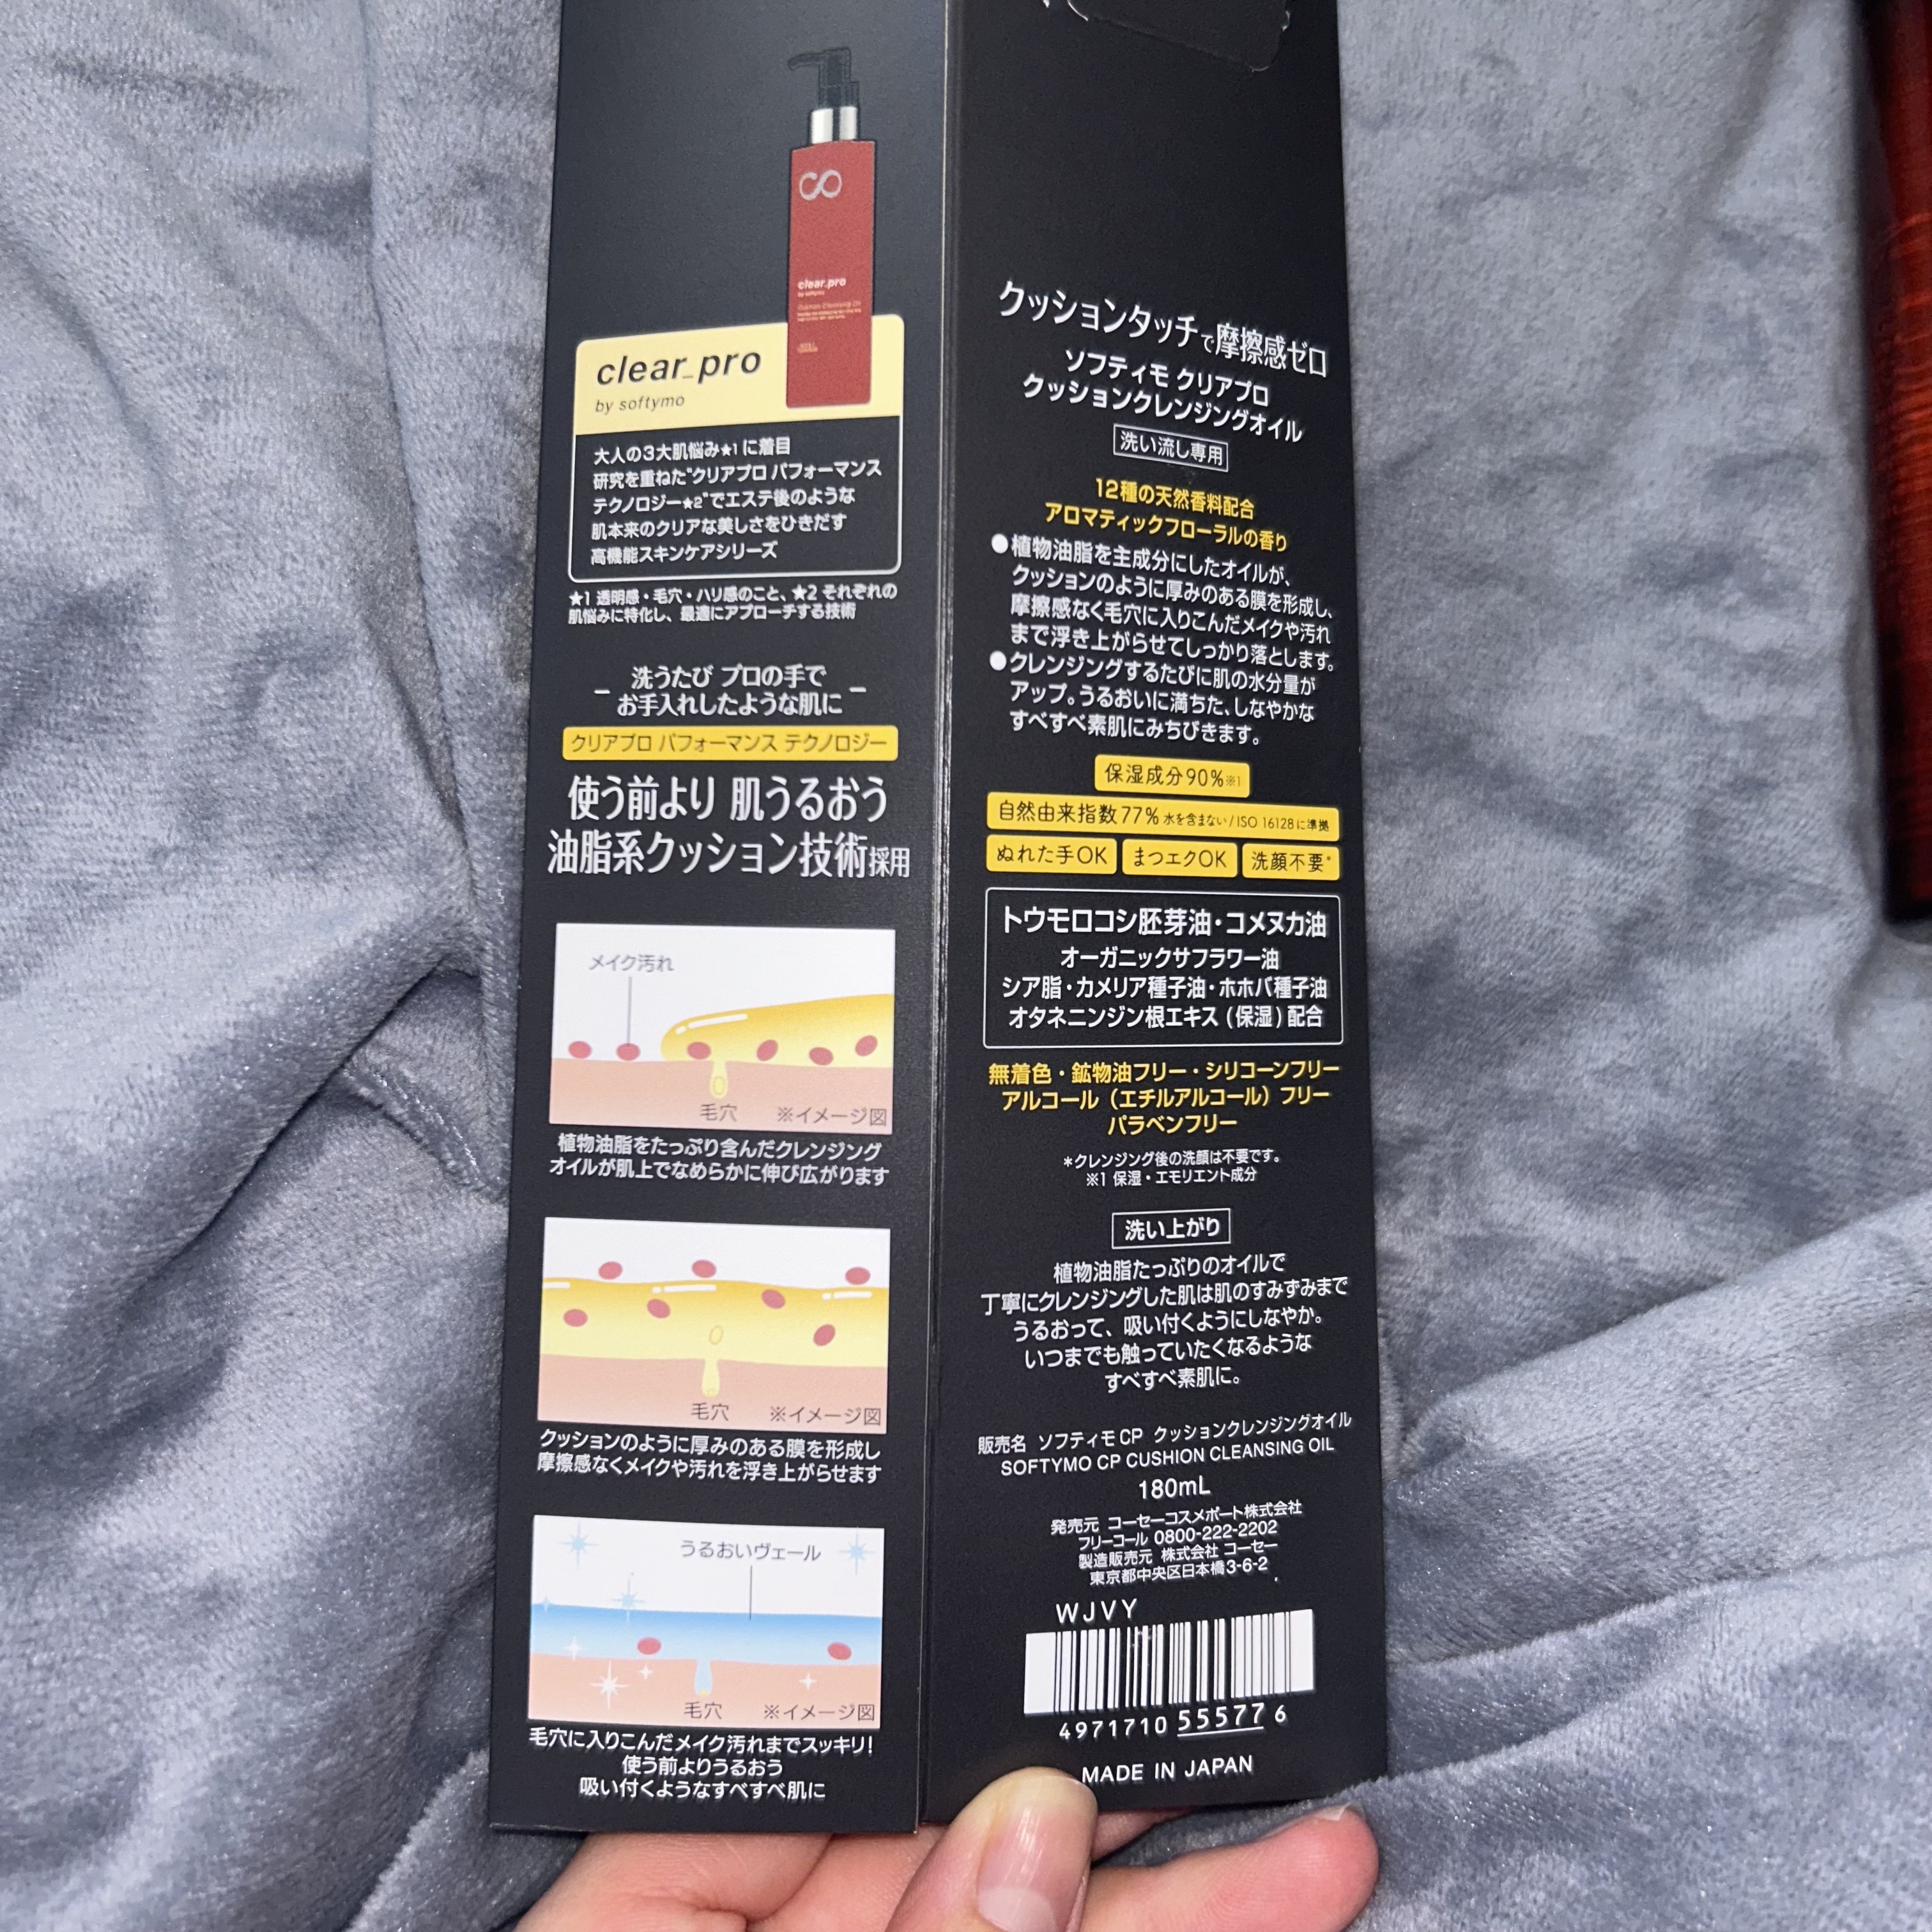 clear_pro
by softymo
clear_pro
by softymo
大人の3大肌悩み★1に着目
研究を重ねた“クリアプロ パフォーマンス
テクノロジー★2”でエステ後のような
肌本来のクリアな美しさをひきだす
高機能スキンケアシリーズ
★1 透明感・毛穴・ハリ感のこと、★2 それぞれの
肌悩みに特化し、最適にアプローチする技術
洗うたび プロの手で
お手入れしたような肌に
クリアプロ パフォーマンス テクノロジー
使う前より 肌うるおう
油脂系クッション技術採用
メイク汚れ
毛穴 ※イメージ図
植物油脂をたっぷり含んだクレンジング
オイルが肌上でなめらかに伸び広がります
毛穴 ※イメージ図
クッションのように厚みのある膜を形成し
摩擦感なくメイクや汚れを浮き上がらせます
うるおいヴェール
毛穴 ※イメージ図
毛穴に入りこんだメイク汚れまでスッキリ!
使う前よりうるおう
吸い付くようなすべすべ肌に
クッションタッチで摩擦感ゼロ
ソフティモ クリアプロ
クッションクレンジングオイル
洗い流し専用
12種の天然香料配合
アロマティックフローラルの香り
●植物油脂を主成分にしたオイルが、
クッションのように厚みのある膜を形成し、
摩擦感なく毛穴に入りこんだメイクや汚れ
まで浮き上がらせてしっかり落とします。
●クレンジングするたびに肌の水分量が
アップ。うるおいに満ちた、しなやかな
すべすべ素肌にみちびきます。
保湿成分90%※1
自然由来指数77% 水を含まない/ISO 16128に準拠
ぬれた手OK まつエクOK 洗顔不要*
トウモロコシ胚芽油・コメヌカ油
オーガニックサフラワー油
シア脂・カメリア種子油・ホホバ種子油
オタネニンジン根エキス(保湿)配合
無着色・鉱物油フリー・シリコーンフリー
アルコール(エチルアルコール)フリー
パラベンフリー
*クレンジング後の洗顔は不要です。
※1 保湿・エモリエント成分
洗い上がり
植物油脂たっぷりのオイルで
丁寧にクレンジングした肌は肌のすみずみまで
うるおって、吸い付くようにしなやか。
いつまでも触っていたくなるような
すべすべ素肌に。
販売名 ソフティモCP クッションクレンジングオイル
SOFTYMO CP CUSHION CLEANSING OIL
180mL
発売元 コーセーコスメポート株式会社
フリーコール 0800-222-2202
製造販売元 株式会社 コーセー
東京都中央区日本橋3-6-2
WJVY
4971710 55577 6
MADE IN JAPAN